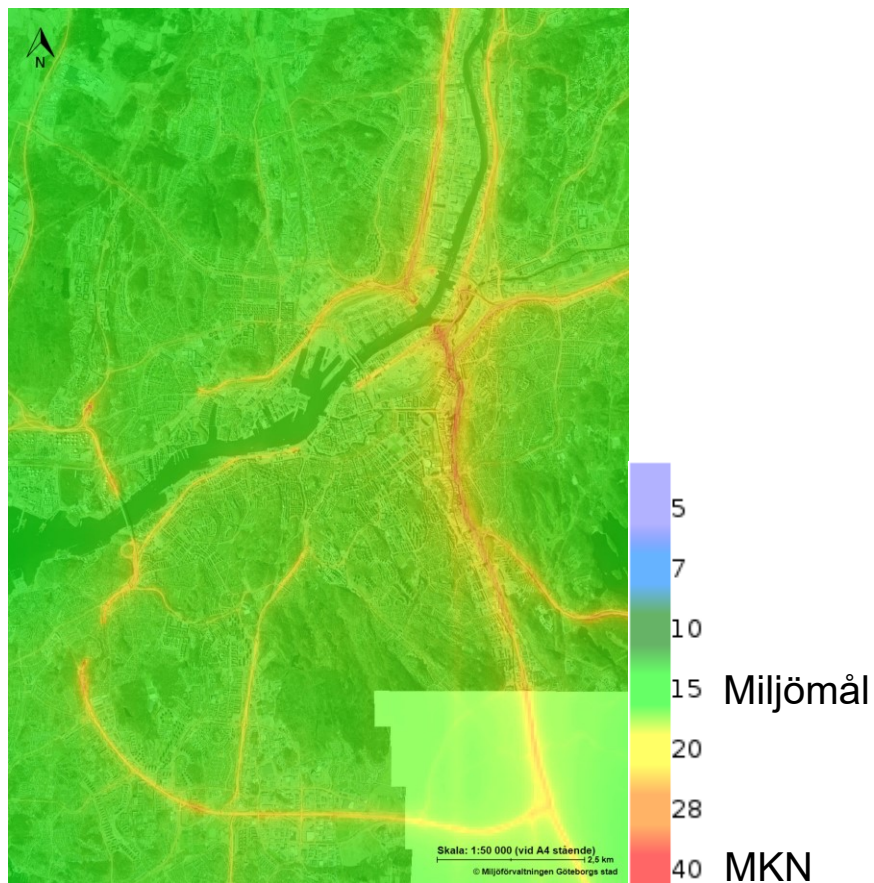 N
5
7
10
15 Miljömål
20
28
40 MKN
Skala: 1:50 000 (vid A4 stående)
2,5 km
© Miljöförvaltningen Göteborgs stad